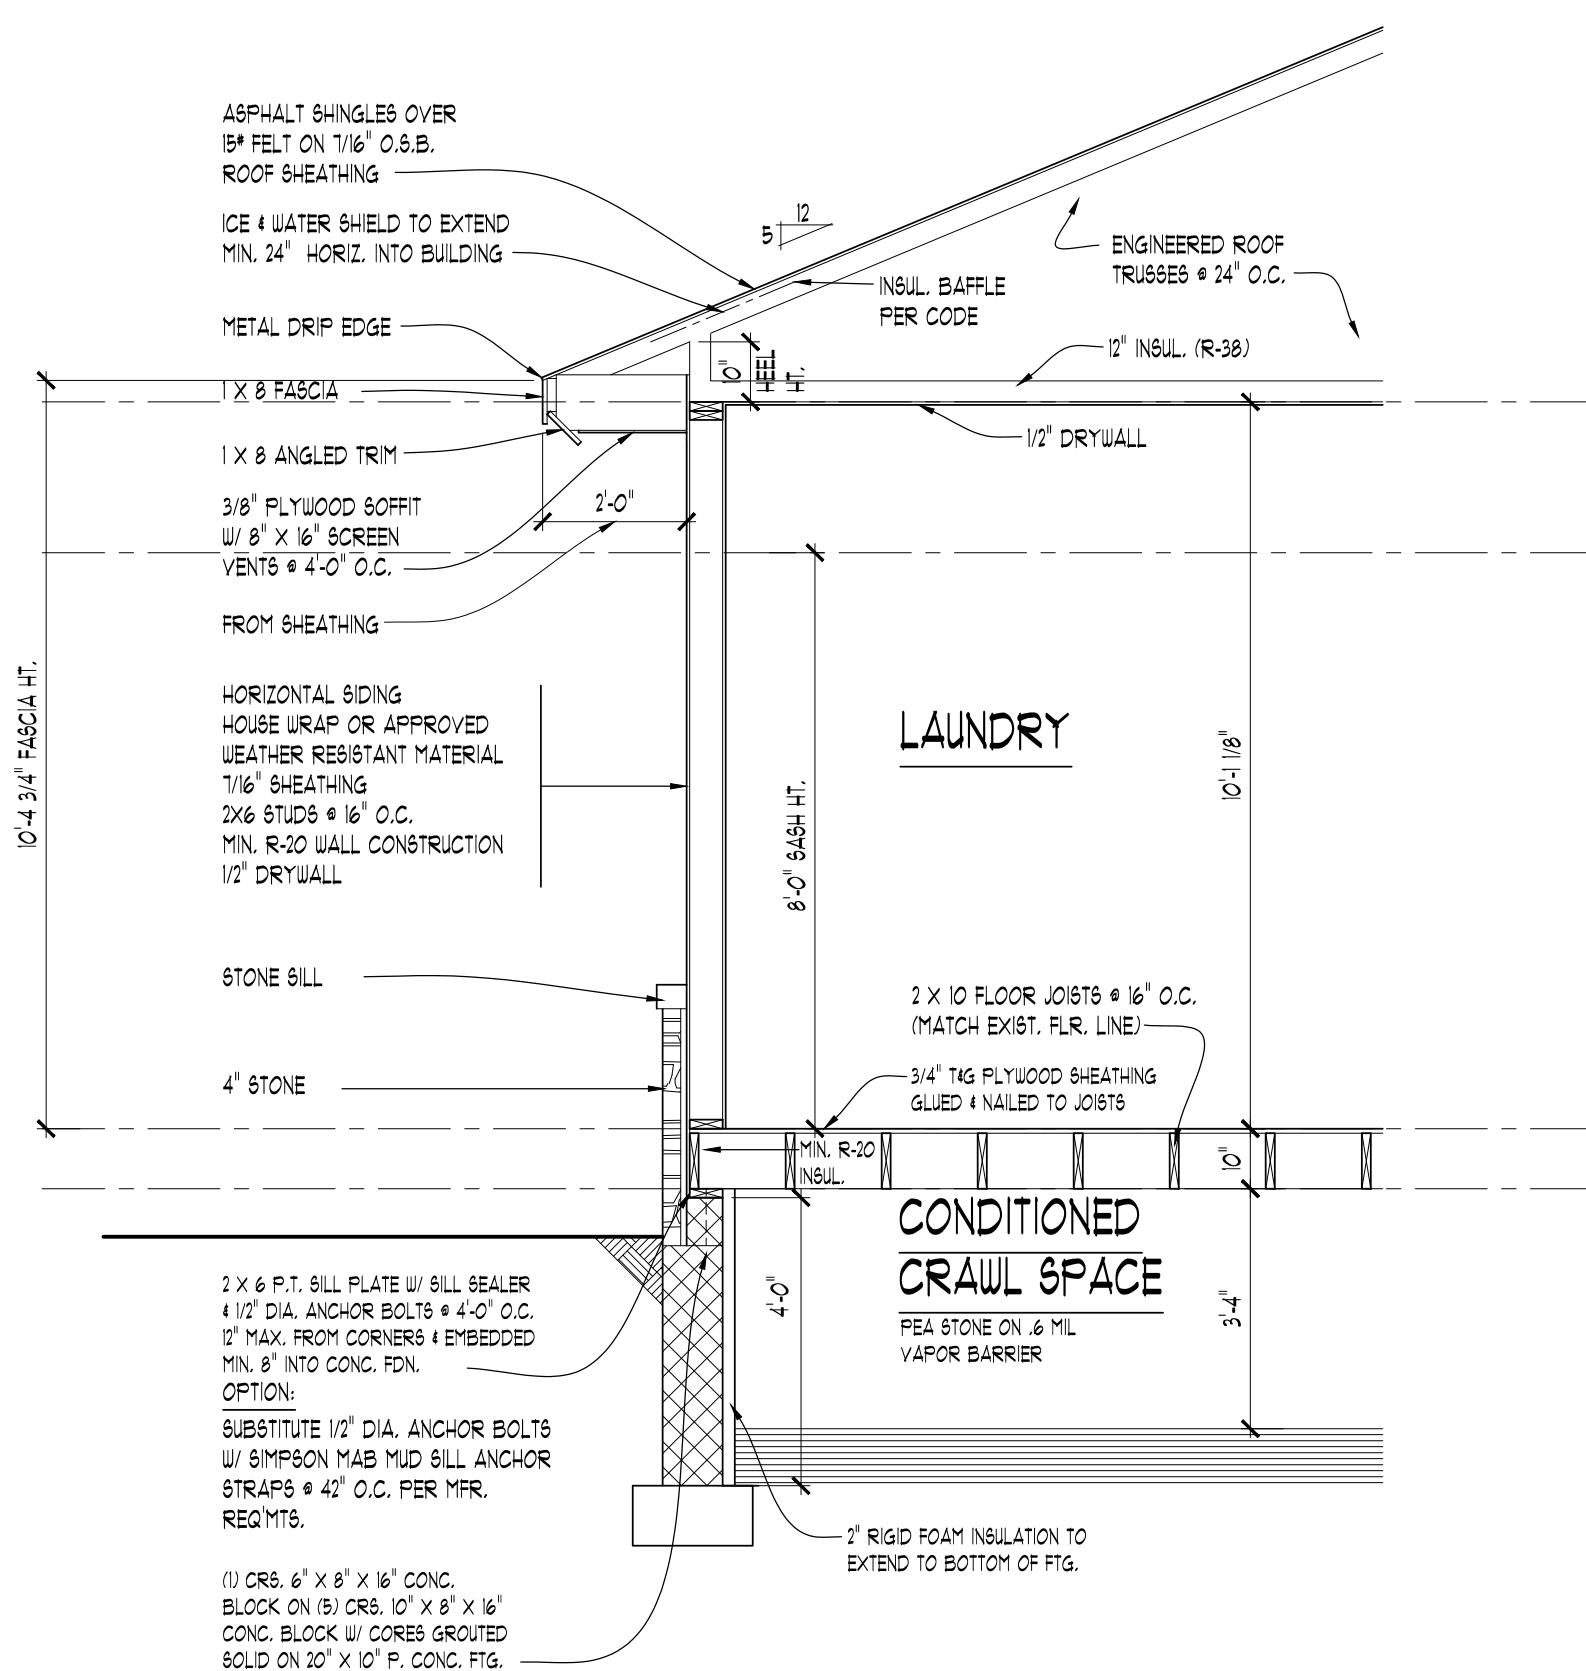 ASPHALT SHINGLES OVER
15# FELT ON 7/16" O.S.B.
ROOF SHEATHING
ICE & WATER SHIELD TO EXTEND
MIN. 24" HORIZ. INTO BUILDING
METAL DRIP EDGE
1 X 8 FASCIA
1 X 8 ANGLED TRIM
3/8" PLYWOOD SOFFIT
W/ 8" X 16" SCREEN
VENTS @ 4'-0" O.C.
FROM SHEATHING
HORIZONTAL SIDING
HOUSE WRAP OR APPROVED
WEATHER RESISTANT MATERIAL
7/16" SHEATHING
2X6 STUDS @ 16" O.C.
MIN. R-20 WALL CONSTRUCTION
1/2" DRYWALL
10'-4 3/4" FASCIA HT.
STONE SILL
4" STONE
2 X 6 P.T. SILL PLATE W/ SILL SEALER
& 1/2" DIA. ANCHOR BOLTS @ 4'-0" O.C.
12" MAX. FROM CORNERS & EMBEDDED
MIN. 8" INTO CONC. FDN.
OPTION:
SUBSTITUTE 1/2" DIA. ANCHOR BOLTS
W/ SIMPSON MAB MUD SILL ANCHOR
STRAPS @ 42" O.C. PER MFR.
REQ'MTS.
(1) CRS. 6" X 8" X 16" CONC.
BLOCK ON (5) CRS. 10" X 8" X 16"
CONC. BLOCK W/ CORES GROUTED
SOLID ON 20" X 10" P. CONC. FTG.
12
5
INSUL. BAFFLE
PER CODE
ENGINEERED ROOF
TRUSSES @ 24" O.C.
12" INSUL. (R-38)
10"
HEEL
HT.
1/2" DRYWALL
2'-0"
LAUNDRY
8'-0" SASH HT.
10'-1 1/8"
2 X 10 FLOOR JOISTS @ 16" O.C.
(MATCH EXIST. FLR. LINE)
3/4" T&G PLYWOOD SHEATHING
GLUED & NAILED TO JOISTS
MIN. R-20
INSUL.
10"
CONDITIONED
CRAWL SPACE
PEA STONE ON .6 MIL
VAPOR BARRIER
4'-0"
3'-4"
2" RIGID FOAM INSULATION TO
EXTEND TO BOTTOM OF FTG.